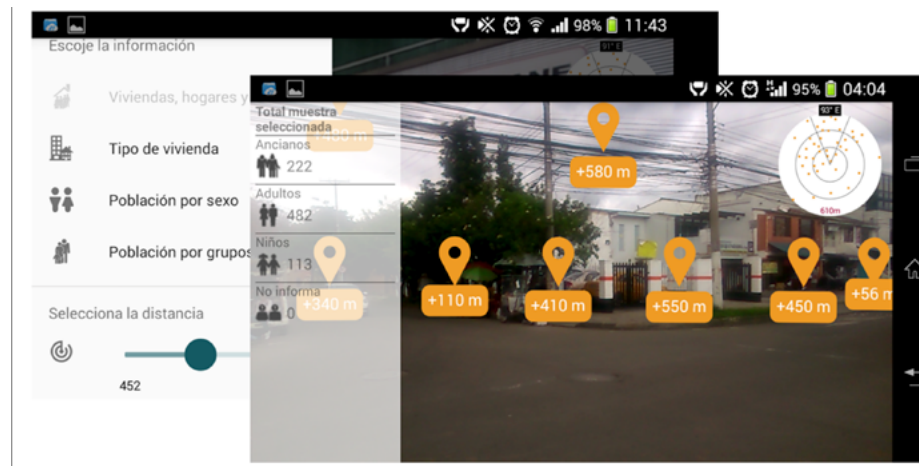 98% 11:43
Escoje la información
Viviendas, hogares y
Tipo de vivienda
Población por sexo
Población por grupos
Selecciona la distancia
452
91° E
95% 04:04
Total muestra
seleccionada
Ancianos
222
Adultos
482
Niños
113
No informa
0
+340 m
+580 m
+110 m
+410 m
+550 m
+450 m
+56 m
93° E
610m